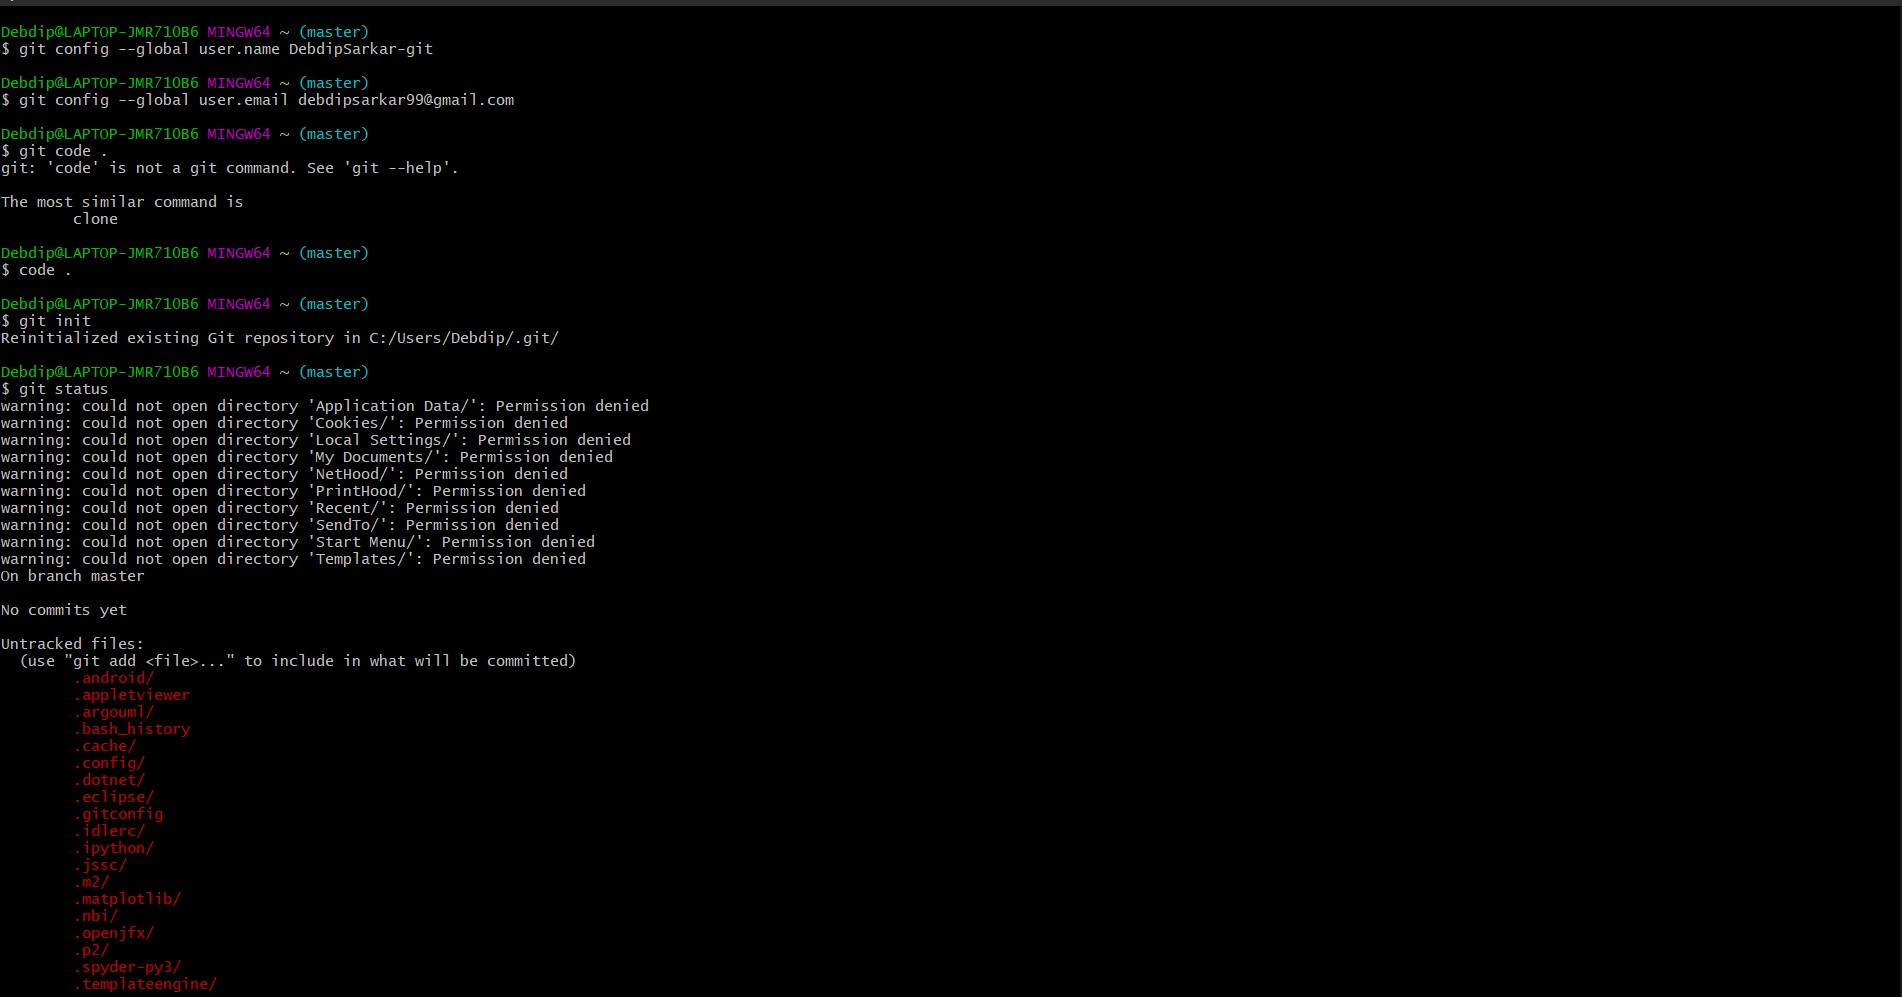 Debdip@LAPTOP-JMR71OB6 MINGW64 ~ (master)
$ git config --global user.name DebdipSarkar-git
Debdip@LAPTOP-JMR71OB6 MINGW64 ~ (master)
$ git config --global user.email debdipsarkar99@gmail.com
Debdip@LAPTOP-JMR71OB6 MINGW64 ~ (master)
$ git code .
git: 'code' is not a git command. See 'git --help'.
The most similar command is
clone
Debdip@LAPTOP-JMR71OB6 MINGW64 ~ (master)
$ code .
Debdip@LAPTOP-JMR71OB6 MINGW64 ~ (master)
$ git init
Reinitialized existing Git repository in C:/Users/Debdip/.git/
Debdip@LAPTOP-JMR71OB6 MINGW64 ~ (master)
$ git status
warning: could not open directory 'Application Data/': Permission denied
warning: could not open directory 'Cookies/': Permission denied
warning: could not open directory 'Local Settings/': Permission denied
warning: could not open directory 'My Documents/': Permission denied
warning: could not open directory 'NetHood/': Permission denied
warning: could not open directory 'PrintHood/': Permission denied
warning: could not open directory 'Recent/': Permission denied
warning: could not open directory 'SendTo/': Permission denied
warning: could not open directory 'Start Menu/': Permission denied
warning: could not open directory 'Templates/': Permission denied
On branch master
No commits yet
Untracked files:
(use "git add <file>..." to include in what will be committed)
.android/
.appletviewer
.argouml/
.bash_history
.cache/
.config/
.dotnet/
.eclipse/
.gitconfig
.idlerc/
.ipython/
.jssc/
.m2/
.matplotlib/
.nbi/
.openjfx/
.p2/
.spyder-py3/
.templateengine/